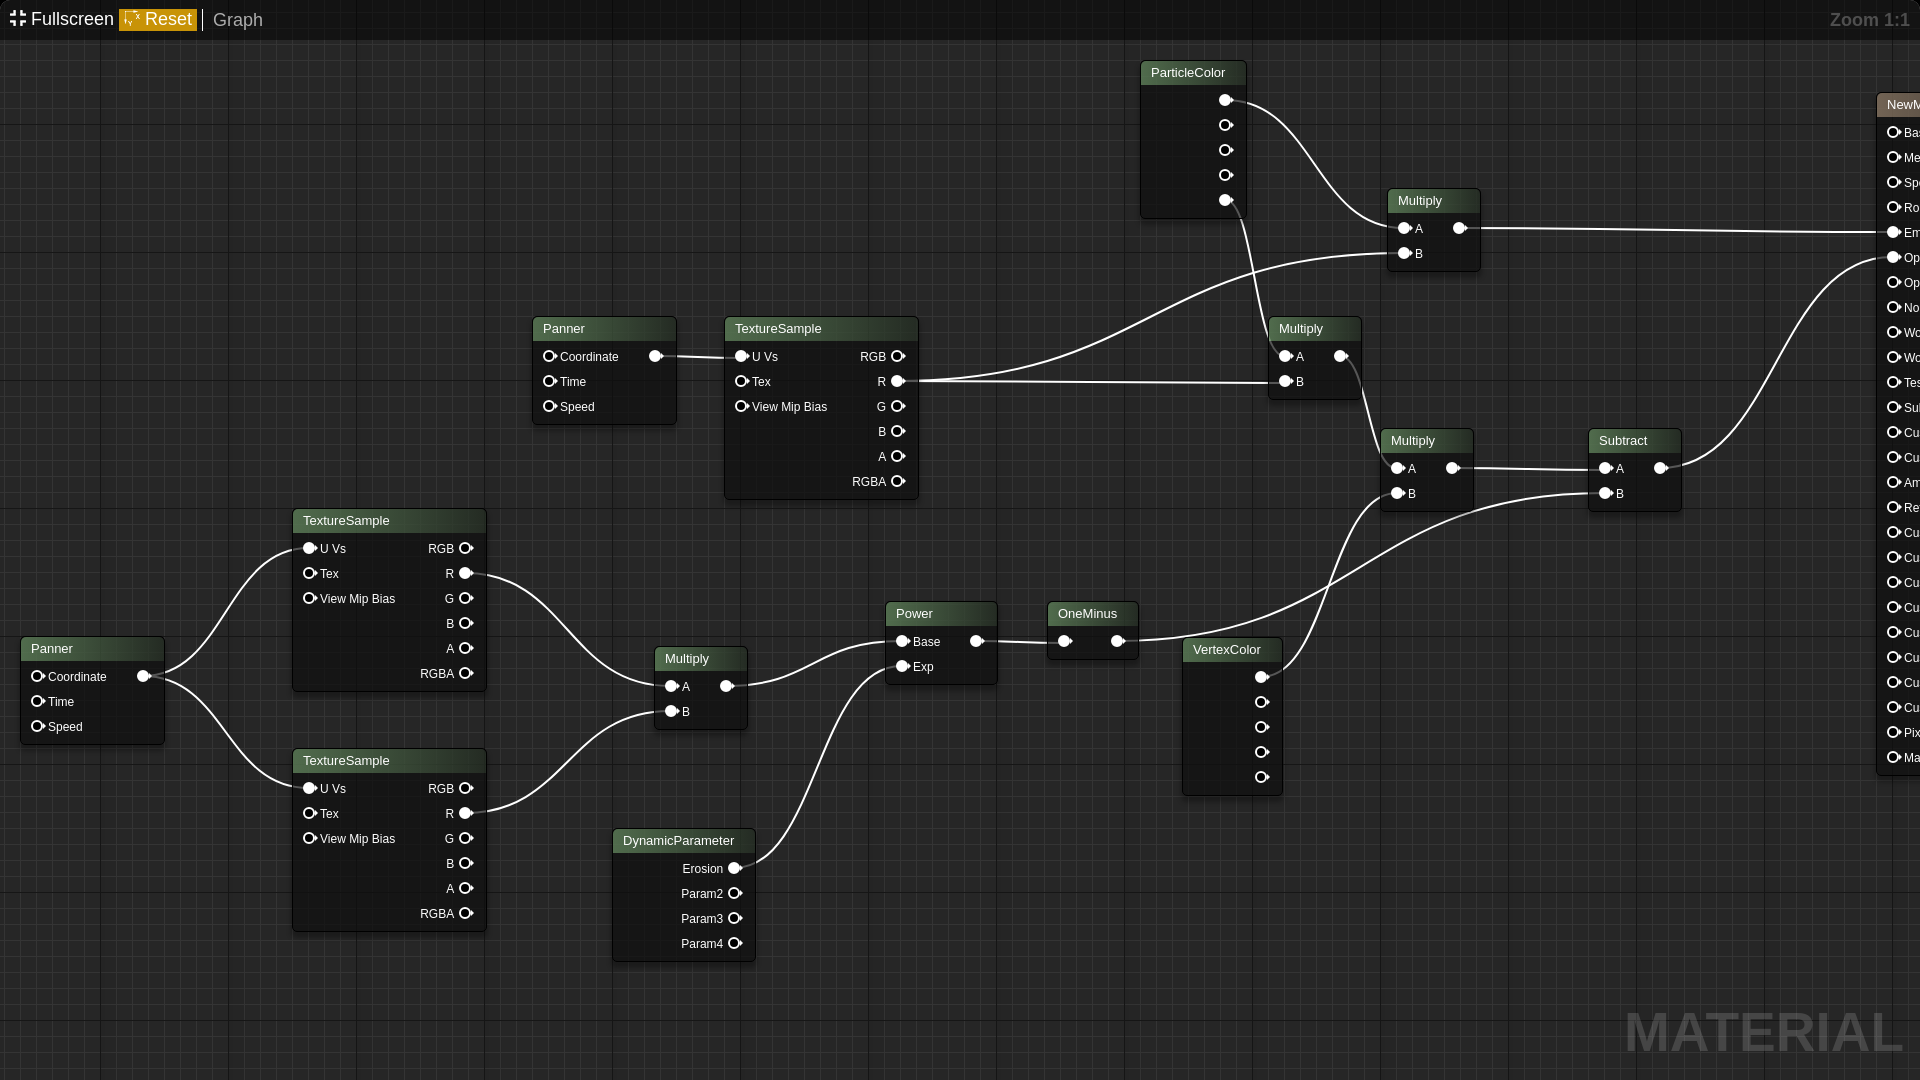 Fullscreen Reset Graph Zoom 1:1
ParticleColor
Multiply
A
B
Panner
Coordinate
Time
Speed
TextureSample
U Vs RGB
Tex R
View Mip Bias G
B
A
RGBA
Multiply
A
B
Multiply
A
B
Subtract
A
B
TextureSample
U Vs RGB
Tex R
View Mip Bias G
B
A
RGBA
Panner
Coordinate
Time
Speed
Multiply
A
B
Power
Base
Exp
OneMinus
VertexColor
TextureSample
U Vs RGB
Tex R
View Mip Bias G
B
A
RGBA
DynamicParameter
Erosion
Param2
Param3
Param4
NewM
Bas
Me
Spe
Ro
Em
Op
Op
No
Wo
Wo
Tes
Sul
Cu
Cu
Am
Ref
Cu
Cu
Cu
Cu
Cu
Cu
Cu
Cu
Pix
Ma
MATERIAL